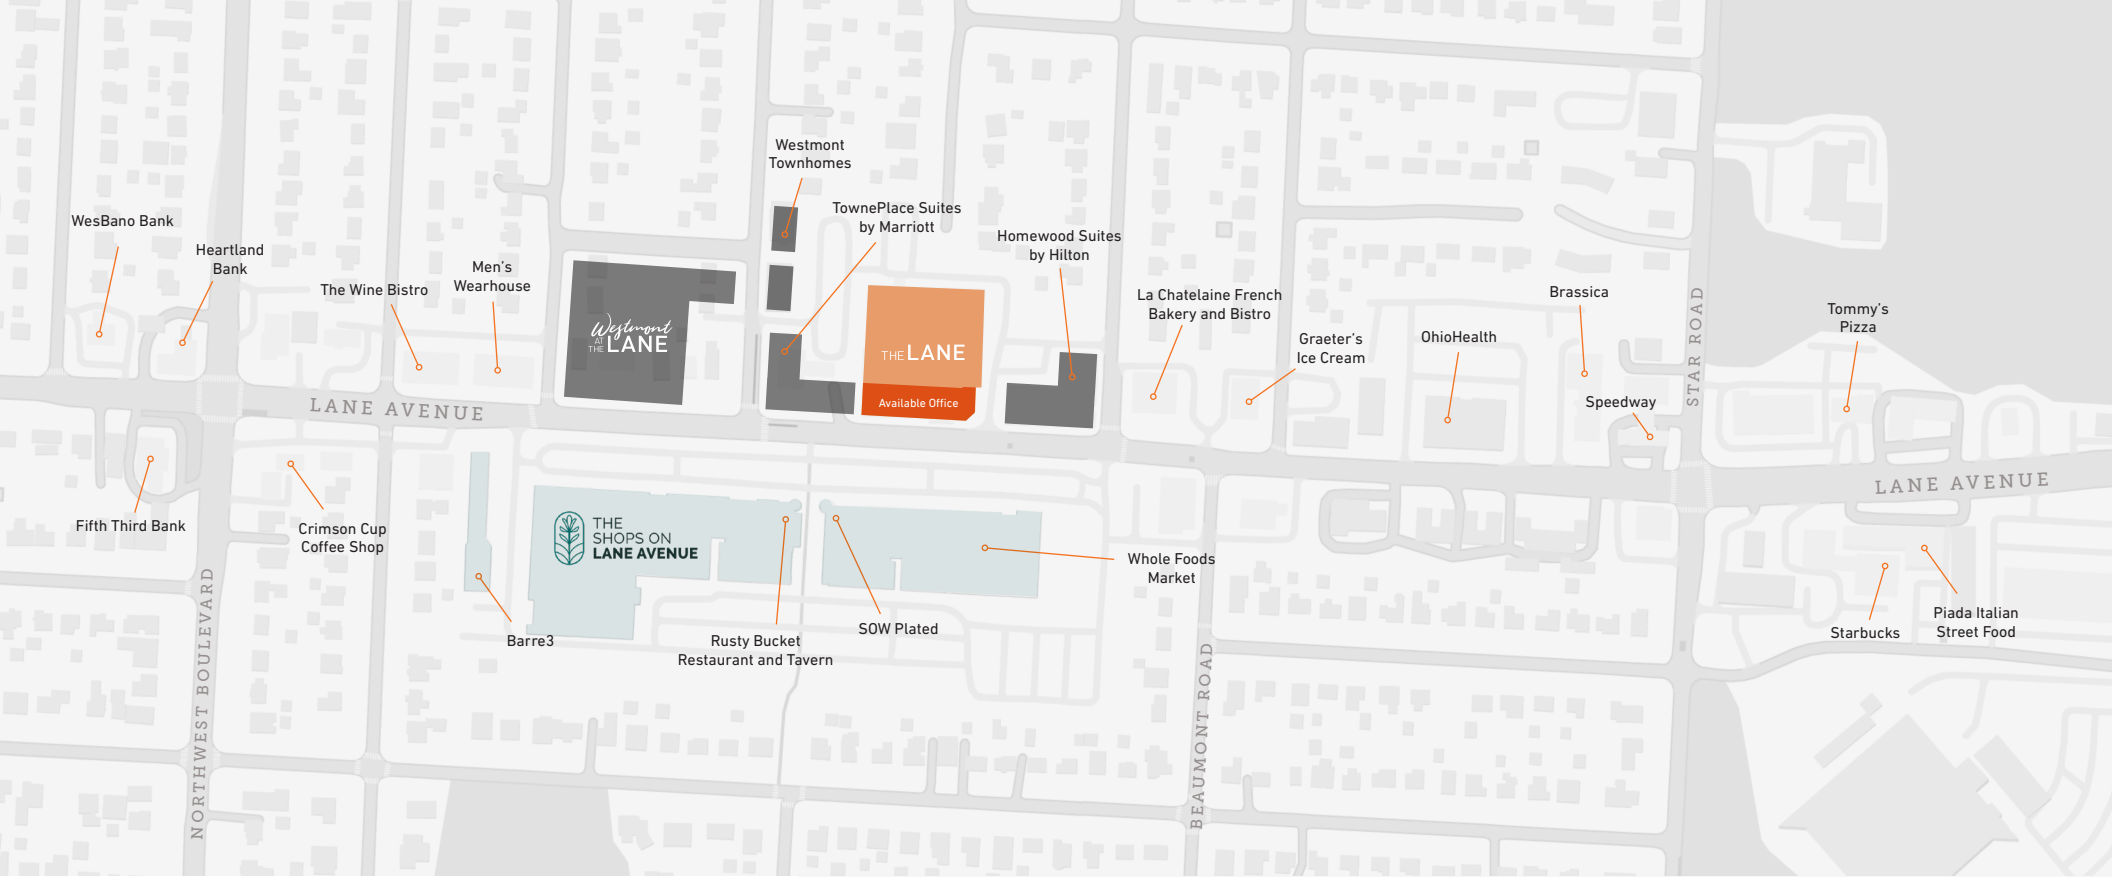 Westmont
Townhomes
WesBano Bank
TownePlace Suites
by Marriott
Heartland
Bank
Homewood Suites
by Hilton
Men's
Wearhouse
The Wine Bistro
La Chatelaine French
Bakery and Bistro
Brassica
Tommy's
Pizza
Westmont
AT
THE LANE
THE LANE
Graeter's
Ice Cream
OhioHealth
STAR ROAD
Available Office
Speedway
LANE AVENUE
LANE AVENUE
Fifth Third Bank
Crimson Cup
Coffee Shop
THE
SHOPS ON
LANE AVENUE
Whole Foods
Market
Barre3
Rusty Bucket
Restaurant and Tavern
SOW Plated
Starbucks
Piada Italian
Street Food
NORTHWEST BOULEVARD
BEAUMONT ROAD